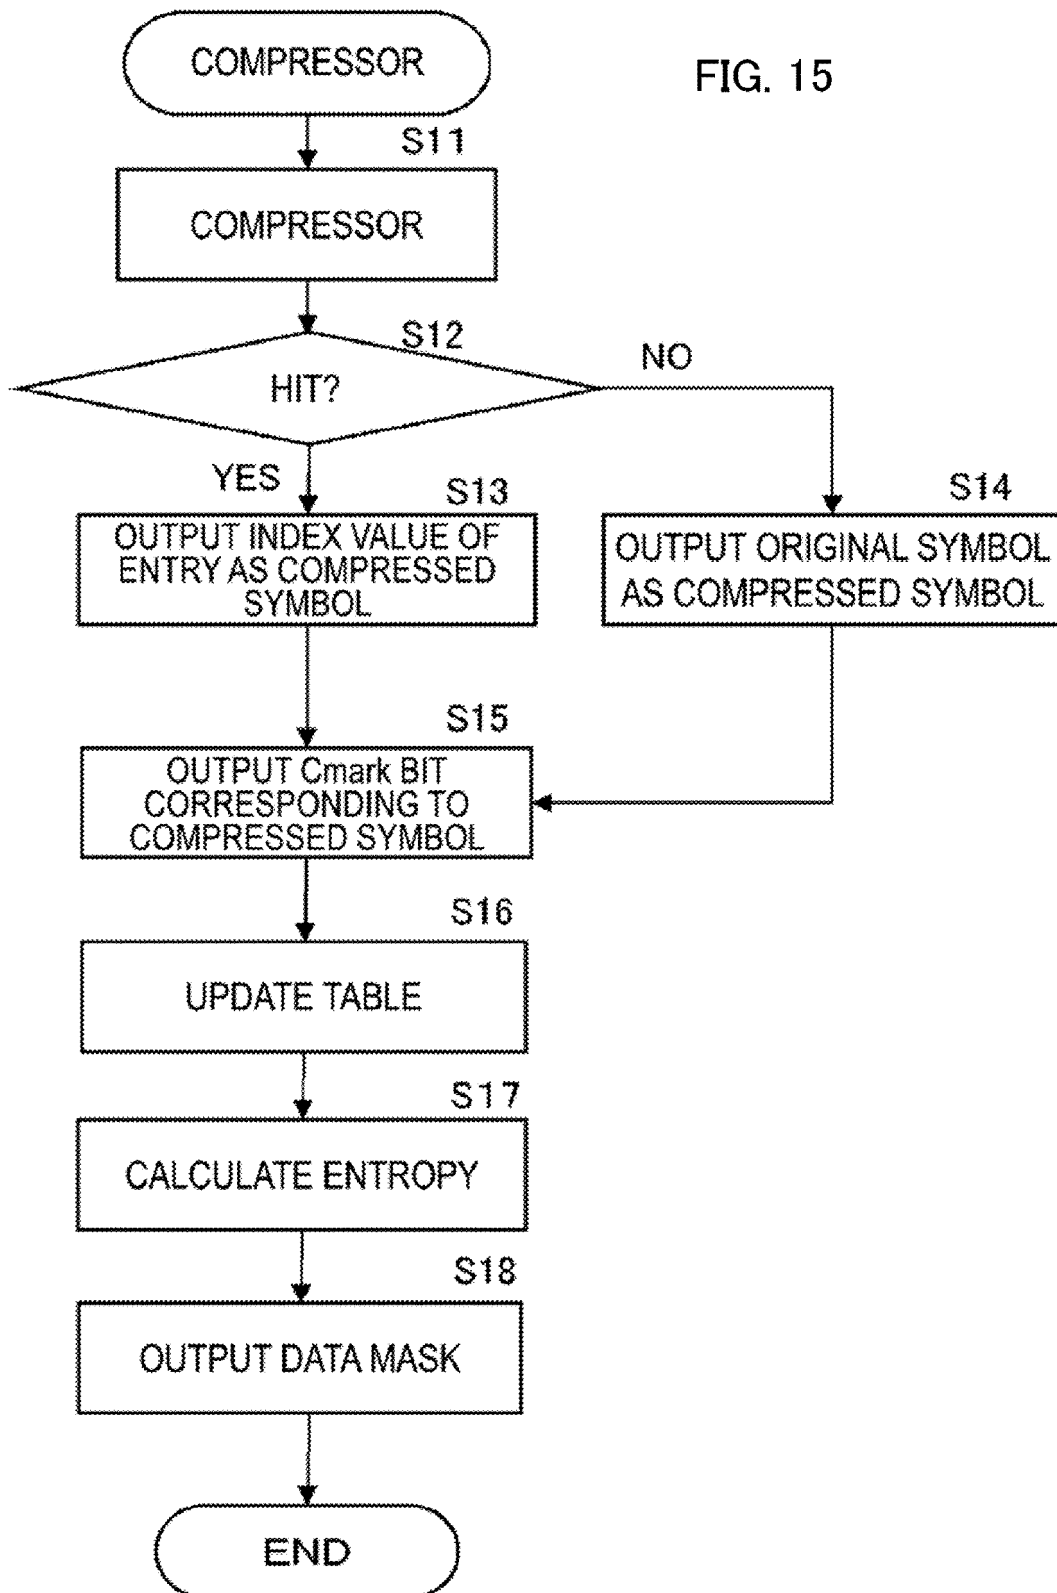 COMPRESSOR
FIG. 15
S11
COMPRESSOR
S12
HIT?
NO
YES
S13
OUTPUT INDEX VALUE OF
ENTRY AS COMPRESSED
SYMBOL
S14
OUTPUT ORIGINAL SYMBOL
AS COMPRESSED SYMBOL
S15
OUTPUT Cmark BIT
CORRESPONDING TO
COMPRESSED SYMBOL
S16
UPDATE TABLE
S17
CALCULATE ENTROPY
S18
OUTPUT DATA MASK
END